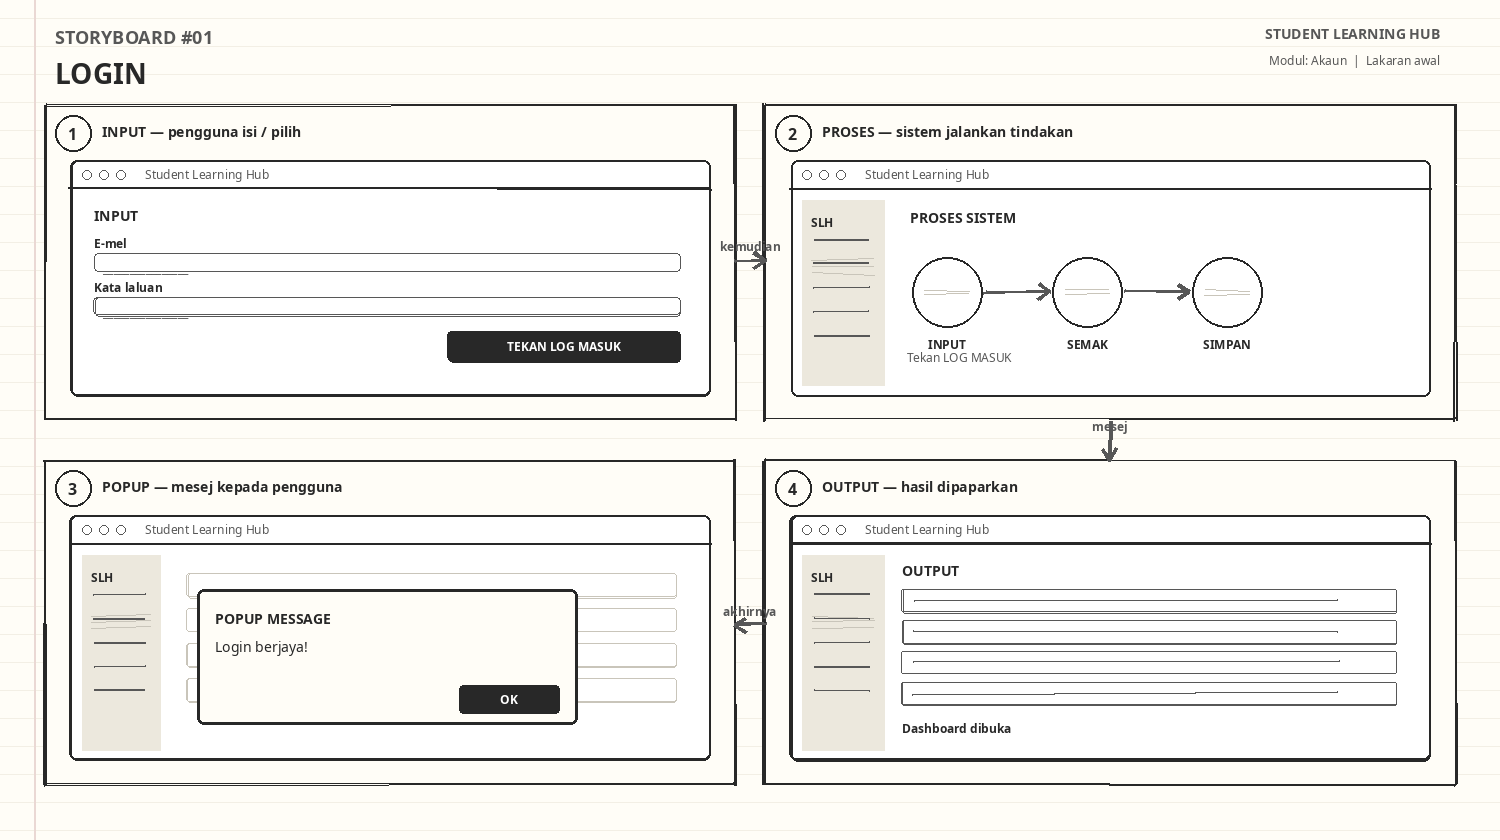 STORYBOARD #01
LOGIN
STUDENT LEARNING HUB
Modul: Akaun | Lakaran awal
1
INPUT — pengguna isi / pilih
Student Learning Hub
INPUT
E-mel
Kata laluan
TEKAN LOG MASUK
kemudian
2
PROSES — sistem jalankan tindakan
Student Learning Hub
SLH
PROSES SISTEM
INPUT
Tekan LOG MASUK
SEMAK
SIMPAN
mesej
3
POPUP — mesej kepada pengguna
Student Learning Hub
SLH
POPUP MESSAGE
Login berjaya!
OK
akhirnya
4
OUTPUT — hasil dipaparkan
Student Learning Hub
SLH
OUTPUT
Dashboard dibuka